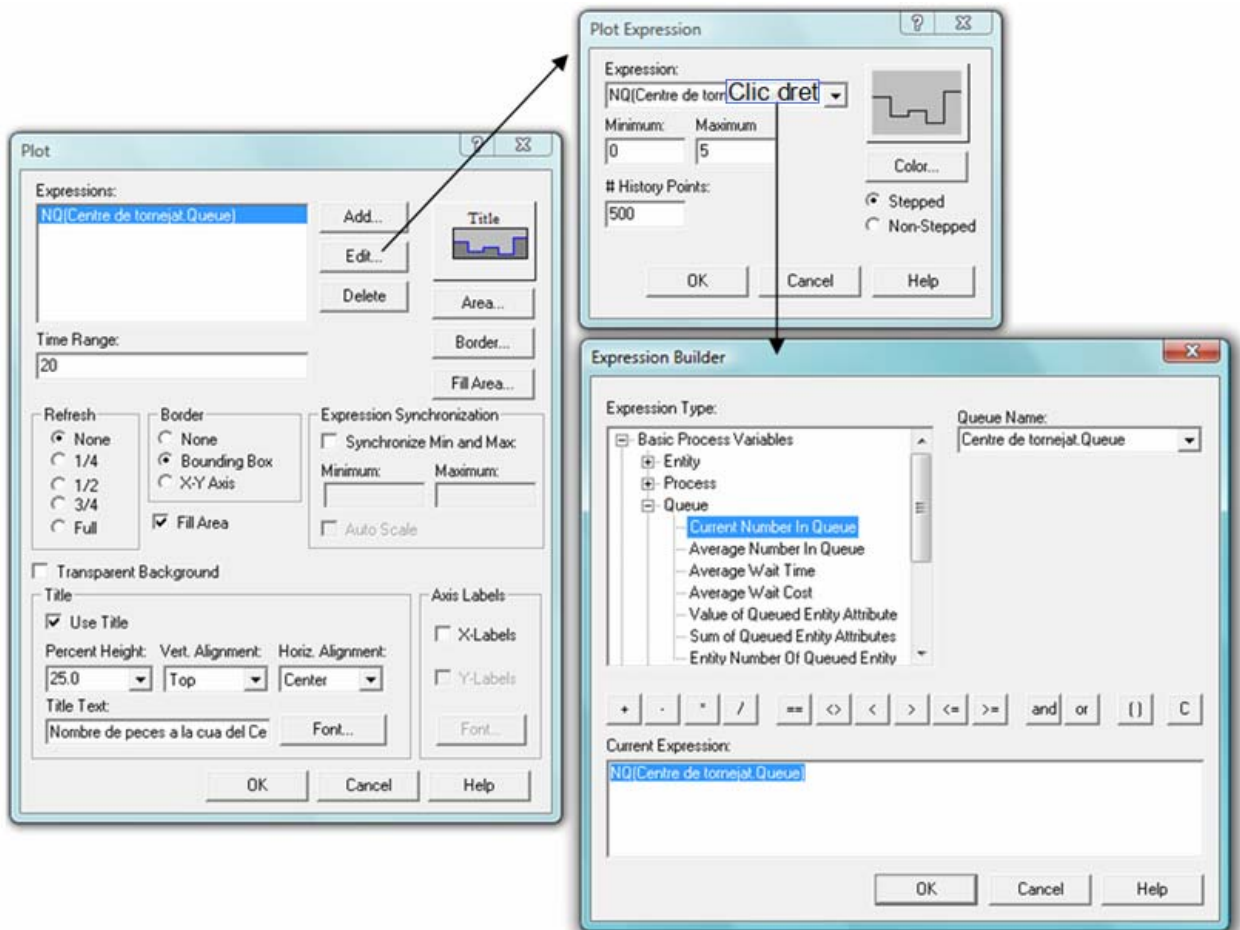 Plot
Expressions:
NQ(Centre de tornejat.Queue)
Add...
Edit...
Delete
Title
Area...
Border...
Fill Area...
Time Range:
20
Refresh
None
1/4
1/2
3/4
Full
Border
None
Bounding Box
X-Y Axis
Fill Area
Expression Synchronization
Synchronize Min and Max:
Minimum:
Maximum:
Auto Scale
Transparent Background
Title
Use Title
Percent Height:
Vert. Alignment:
Horiz. Alignment:
25.0
Top
Center
Title Text:
Nombre de peces a la cua del Ce
Font...
Axis Labels
X-Labels
Y-Labels
Font...
OK
Cancel
Help
Plot Expression
Expression:
NQ(Centre de torn
Clic dret
Minimum:
Maximum
0
5
# History Points:
500
Color...
Stepped
Non-Stepped
OK
Cancel
Help
Expression Builder
Expression Type:
Basic Process Variables
Entity
Process
Queue
Current Number In Queue
Average Number In Queue
Average Wait Time
Average Wait Cost
Value of Queued Entity Attribute
Sum of Queued Entity Attributes
Entity Number Of Queued Entity
Queue Name:
Centre de tornejat.Queue
+ - * / == <> < > <= >= and or () C
Current Expression:
NQ(Centre de tornejat.Queue)
OK
Cancel
Help